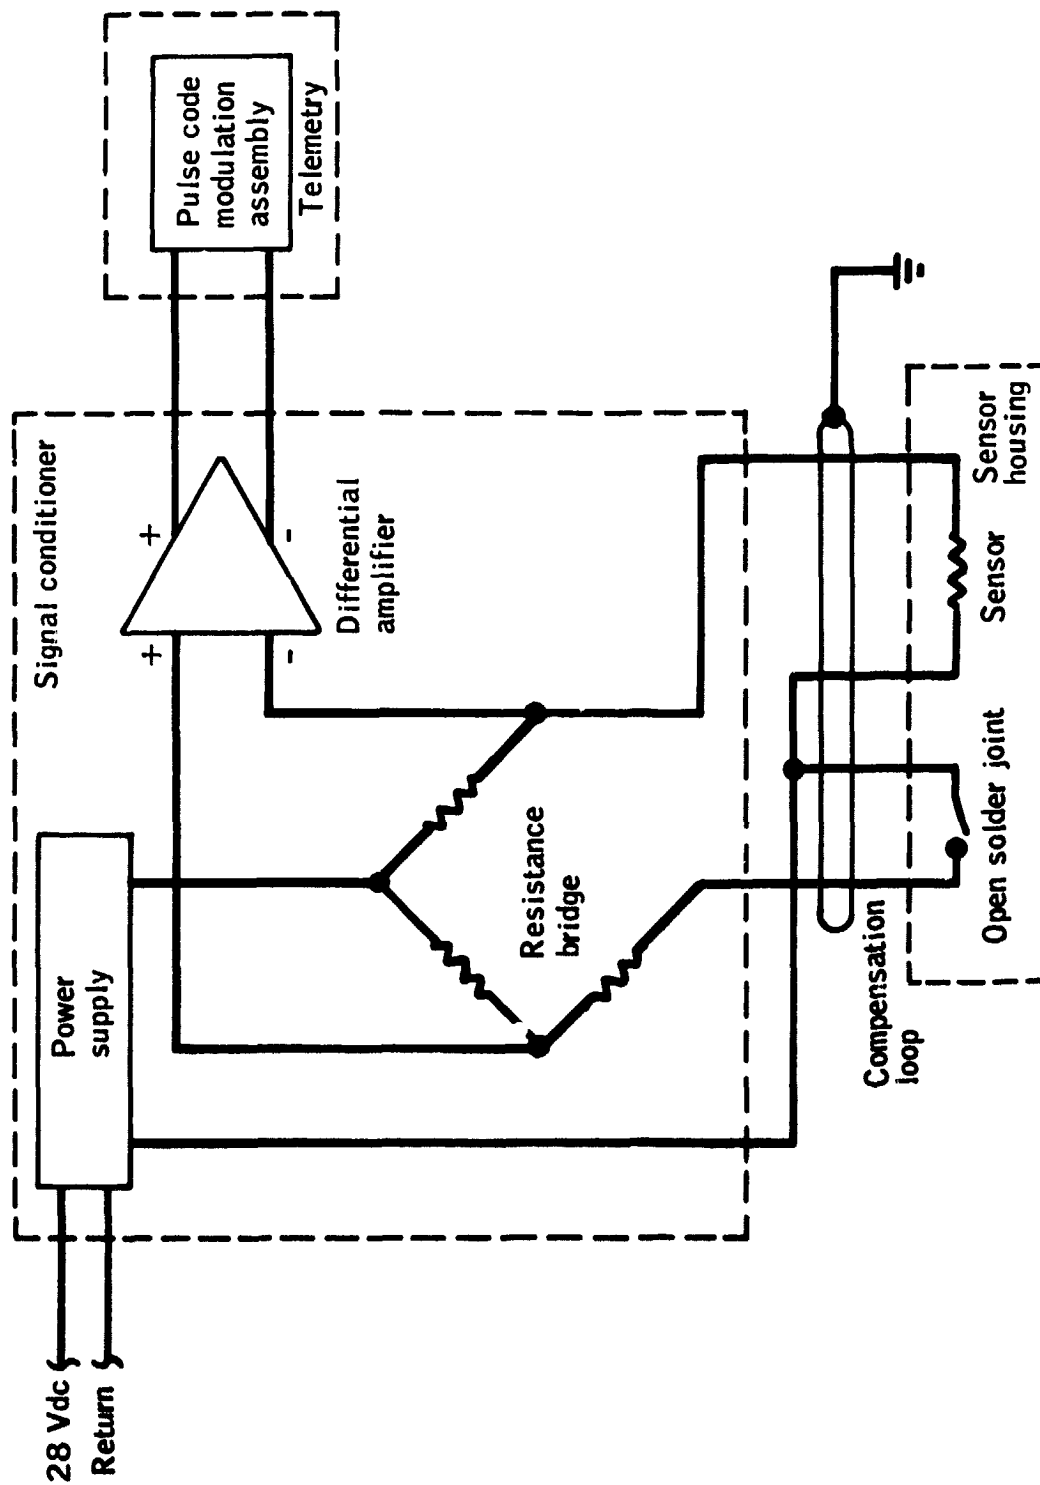 28 Vdc
Return
Power
supply
Signal conditioner
+
-
+
-
Differential
amplifier
Pulse code
modulation
assembly
Telemetry
Resistance
bridge
Compensation
loop
Open solder joint
Sensor
Sensor
housing